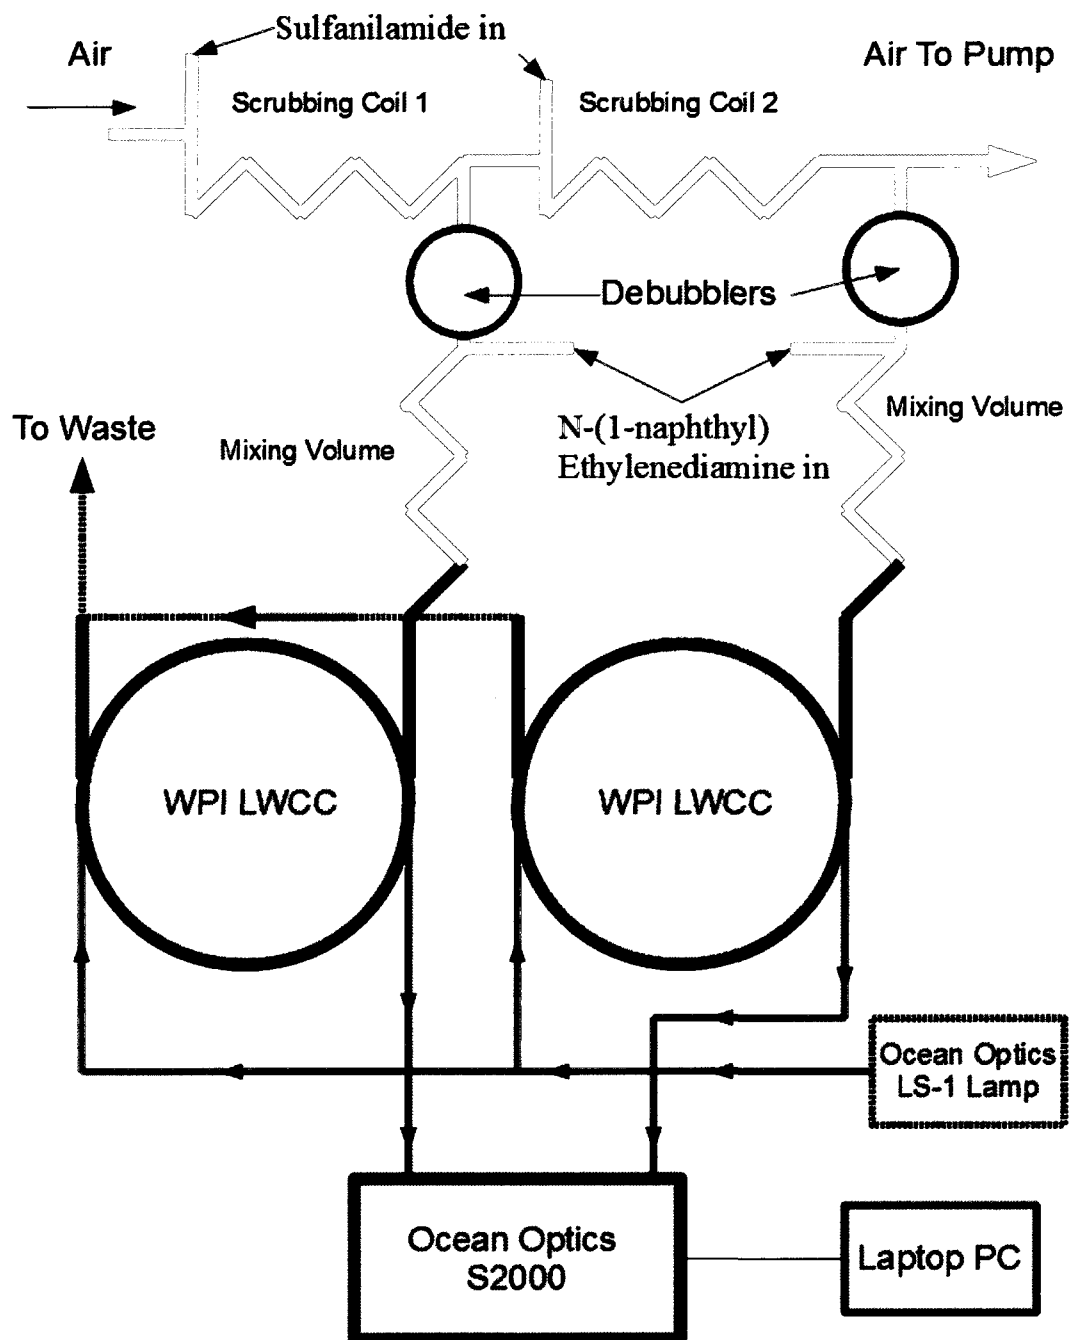 Sulfanilamide in
Air
Air To Pump
Scrubbing Coil 1
Scrubbing Coil 2
Debubblers
Mixing Volume
To Waste
N-(1-naphthyl)
Ethylenediamine in
Mixing Volume
WPI LWCC
WPI LWCC
Ocean Optics
LS-1 Lamp
Ocean Optics
S2000
Laptop PC